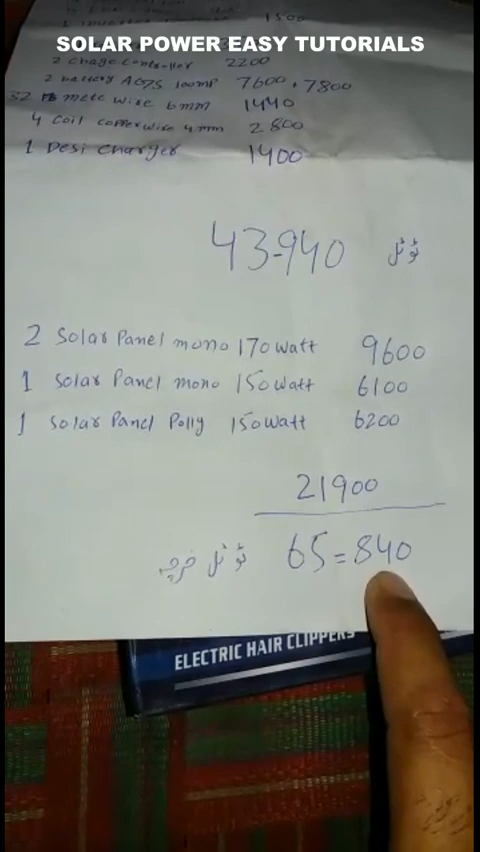 1500
SOLAR POWER EASY TUTORIALS
2 Chage Controller 2200
2 battery AG75 100MP 7600 + 7800
32 mete wire 6mm 1440
4 Coil Copper wire 4mm 2800
1 Desi Charger 1400
43-940 ٹوٹل
2 Solar Panel mono 170 watt 9600
1 Solar Panel mono 150 watt 6100
1 Solar Panel Polly 150 watt 6200
21900
ٹوٹل خرچہ 65=840
ELECTRIC HAIR CLIPPERS